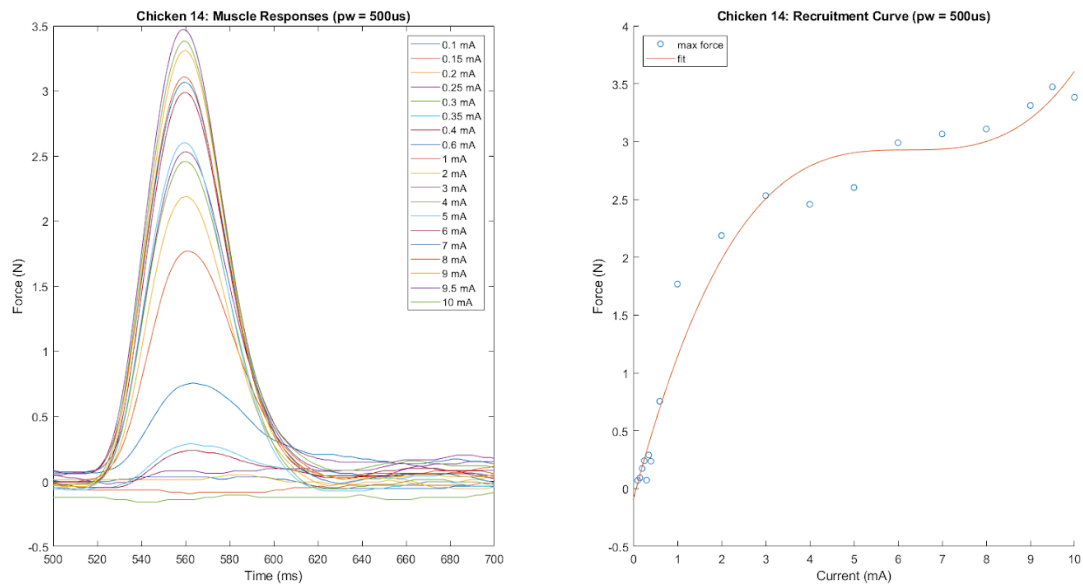 Chicken 14: Muscle Responses (pw = 500us)
3.5
3
2.5
2
1.5
1
0.5
0
-0.5
Force (N)
0.1 mA
0.15 mA
0.2 mA
0.25 mA
0.3 mA
0.35 mA
0.4 mA
0.6 mA
1 mA
2 mA
3 mA
4 mA
5 mA
6 mA
7 mA
8 mA
9 mA
9.5 mA
10 mA
500 520 540 560 580 600 620 640 660 680 700
Time (ms)
Chicken 14: Recruitment Curve (pw = 500us)
4
3.5
3
2.5
2
1.5
1
0.5
0
-0.5
Force (N)
max force
fit
0 1 2 3 4 5 6 7 8 9 10
Current (mA)